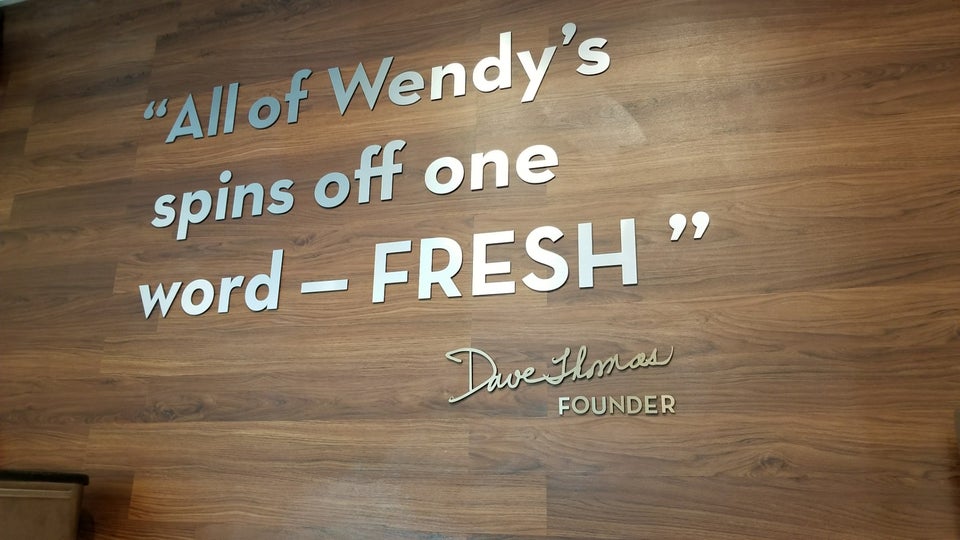 “All of Wendy’s
spins off one
word – FRESH”
Dave Thomas
FOUNDER